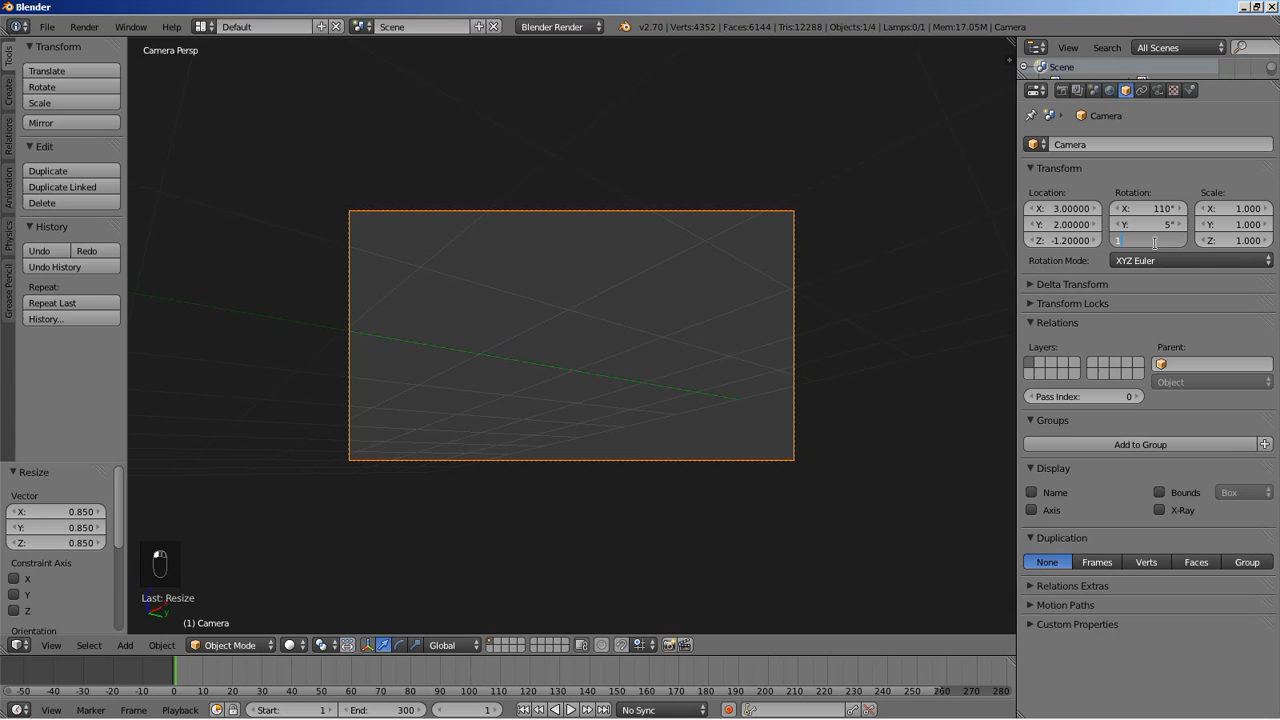 Blender
File Render Window Help Default Scene Blender Render v2.70 | Verts:4352 | Faces:6144 | Tris:12288 | Objects:1/4 | Lamps:0/1 | Mem:17.05M | Camera
Tools
Create
Relations
Animation
Physics
Grease Pencil
Transform
Translate
Rotate
Scale
Mirror
Edit
Duplicate
Duplicate Linked
Delete
History
Undo Redo
Undo History
Repeat:
Repeat Last
History...
Resize
Vector
X: 0.850
Y: 0.850
Z: 0.850
Constraint Axis
X
Y
Z
Orientation
Camera Persp
Last: Resize
(1) Camera
View Select Add Object Object Mode Global
-50 -40 -30 -20 -10 0 10 20 30 40 50 60 70 80 90 100 110 120 130 140 150 160 170 180 190 200 210 220 230 240 250 260 270 280
View Marker Frame Playback Start: 1 End: 300 1 No Sync
View Search All Scenes
Scene
Camera
Camera
Transform
Location: Rotation: Scale:
X: 3.00000 X: 110° X: 1.000
Y: 2.00000 Y: 5° Y: 1.000
Z: -1.20000 1 Z: 1.000
Rotation Mode: XYZ Euler
Delta Transform
Transform Locks
Relations
Layers: Parent:
Object
Pass Index: 0
Groups
Add to Group
Display
Name Bounds Box
Axis X-Ray
Duplication
None Frames Verts Faces Group
Relations Extras
Motion Paths
Custom Properties